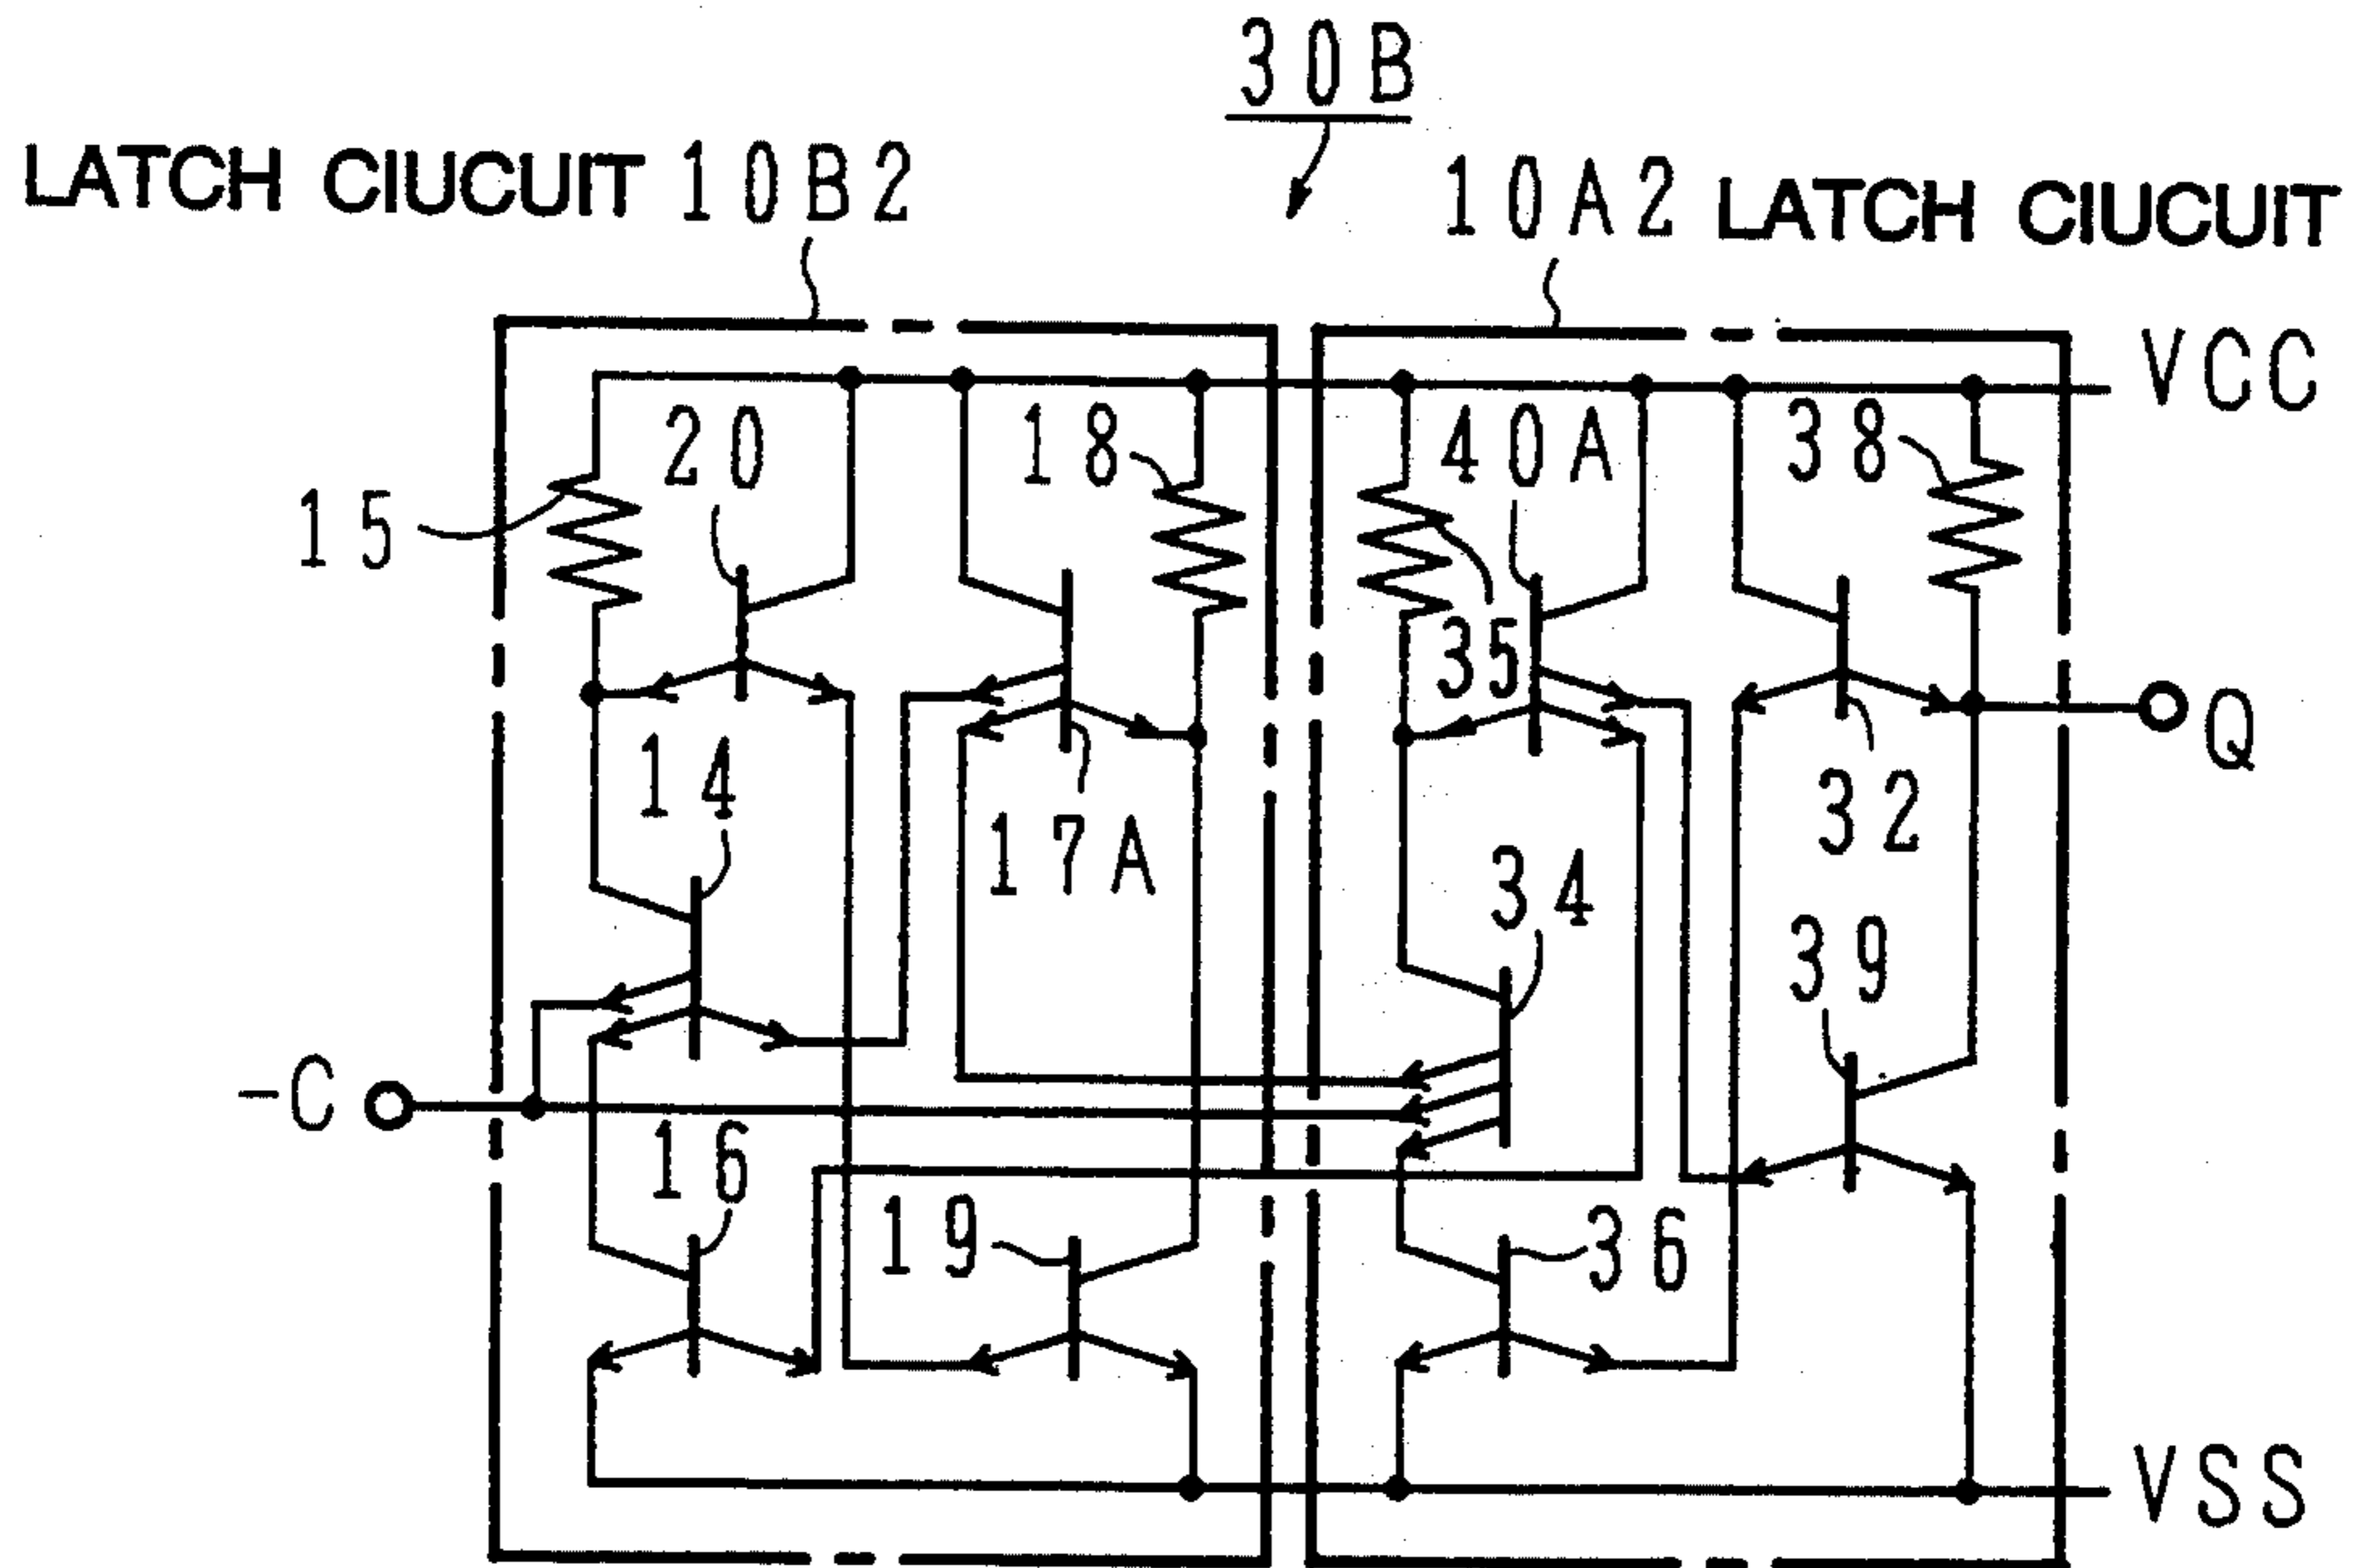 30B
LATCH CIUCUIT 10B2
10A2 LATCH CIUCUIT
VCC
20
18
40A
38
15
35
Q
14
17A
32
34
39
-C
16
19
36
VSS